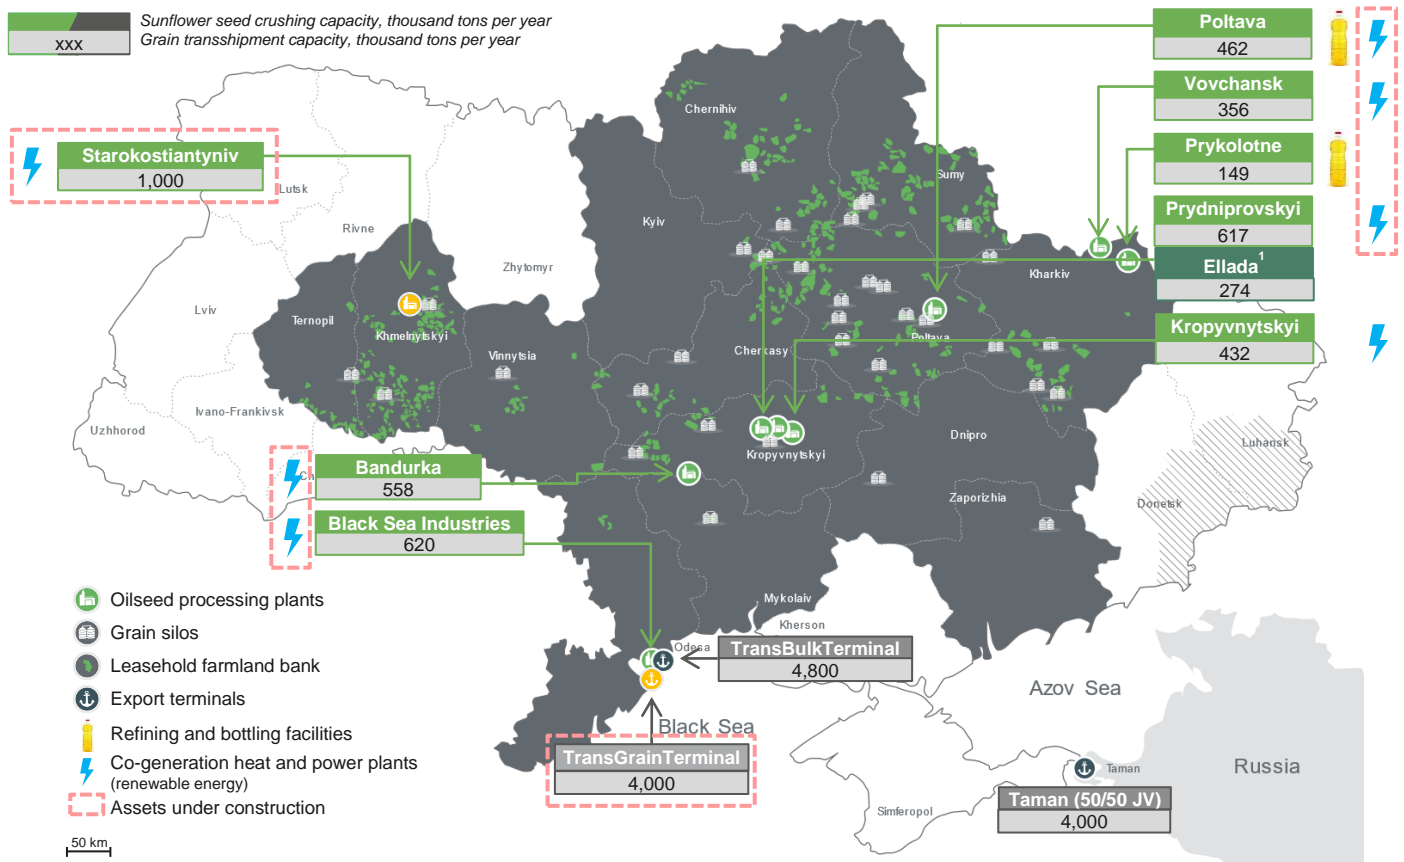 Sunflower seed crushing capacity, thousand tons per year
xxx
Grain transshipment capacity, thousand tons per year
Poltava
462
Vovchansk
356
Prykolotne
149
Prydniprovskyi
617
Ellada1
274
Kropyvnytskyi
432
Starokostiantyniv
1,000
Chernihiv
Sumy
Lutsk
Rivne
Kyiv
Zhytomyr
Kharkiv
Lviv
Ternopil
Khmelnytskyi
Vinnytsia
Cherkasy
Poltava
Ivano-Frankivsk
Uzhhorod
Dnipro
Luhansk
Kropyvnytskyi
Ch
Bandurka
558
Zaporizhia
Donetsk
Black Sea Industries
620
Mykolaiv
Kherson
Odesa
TransBulkTerminal
4,800
Azov Sea
Black Sea
TransGrainTerminal
4,000
Taman
Russia
Taman (50/50 JV)
4,000
Simferopol
Oilseed processing plants
Grain silos
Leasehold farmland bank
Export terminals
Refining and bottling facilities
Co-generation heat and power plants
(renewable energy)
Assets under construction
50 km